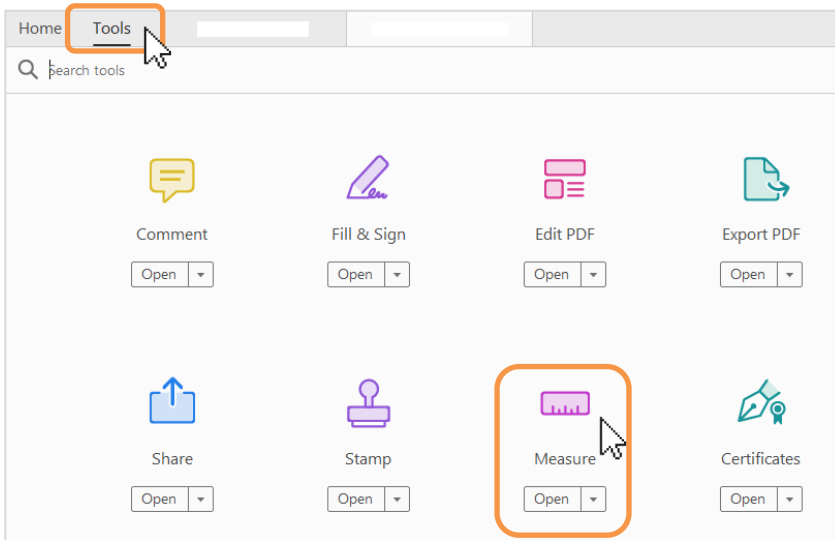 Home Tools
Search tools
Comment Fill & Sign Edit PDF Export PDF
Open Open Open Open
Share Stamp Measure Certificates
Open Open Open Open